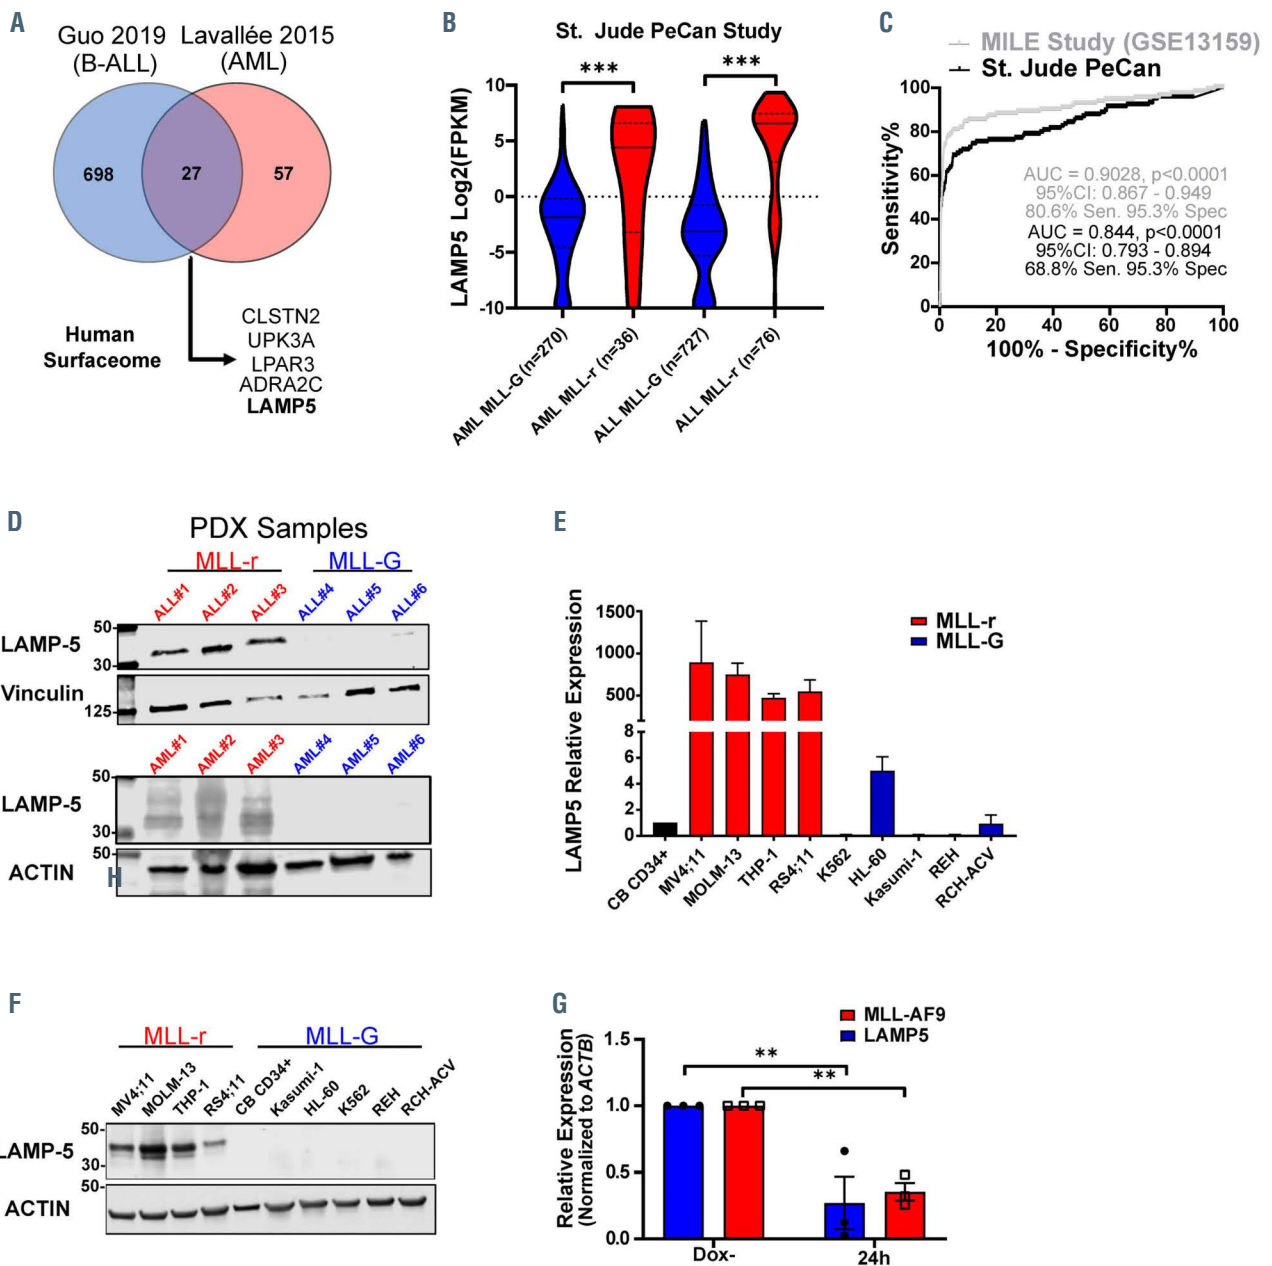 A
Guo 2019
(B-ALL)
Lavallée 2015
(AML)
698
27
57
Human
Surfaceome
CLSTN2
UPK3A
LPAR3
ADRA2C
LAMP5
B
St. Jude PeCan Study
***
***
LAMP5 Log2(FPKM)
10
5
0
-5
-10
AML MLL-G (n=270)
AML MLL-r (n=36)
ALL MLL-G (n=727)
ALL MLL-r (n=76)
C
MILE Study (GSE13159)
St. Jude PeCan
Sensitivity%
100
80
60
40
20
0
AUC = 0.9028, p<0.0001
95%CI: 0.867 - 0.949
80.6% Sen. 95.3% Spec
AUC = 0.844, p<0.0001
95%CI: 0.793 - 0.894
68.8% Sen. 95.3% Spec
0 20 40 60 80 100
100% - Specificity%
D
PDX Samples
MLL-r
MLL-G
ALL#1 ALL#2 ALL#3 ALL#4 ALL#5 ALL#6
50-
LAMP-5
30-
Vinculin
125-
AML#1 AML#2 AML#3 AML#4 AML#5 AML#6
50-
LAMP-5
30-
50-
ACTIN
H
E
LAMP5 Relative Expression
1500
1000
500
8
6
4
2
0
MLL-r
MLL-G
CB CD34+
MV4;11
MOLM-13
THP-1
RS4;11
K562
HL-60
Kasumi-1
REH
RCH-ACV
F
MLL-r
MLL-G
MV4;11
MOLM-13
THP-1
RS4;11
CB CD34+
Kasumi-1
HL-60
K562
REH
RCH-ACV
50-
LAMP-5
30-
50-
ACTIN
G
MLL-AF9
LAMP5
Relative Expression
(Normalized to ACTB)
1.5
1.0
0.5
0.0
**
**
Dox-
24h